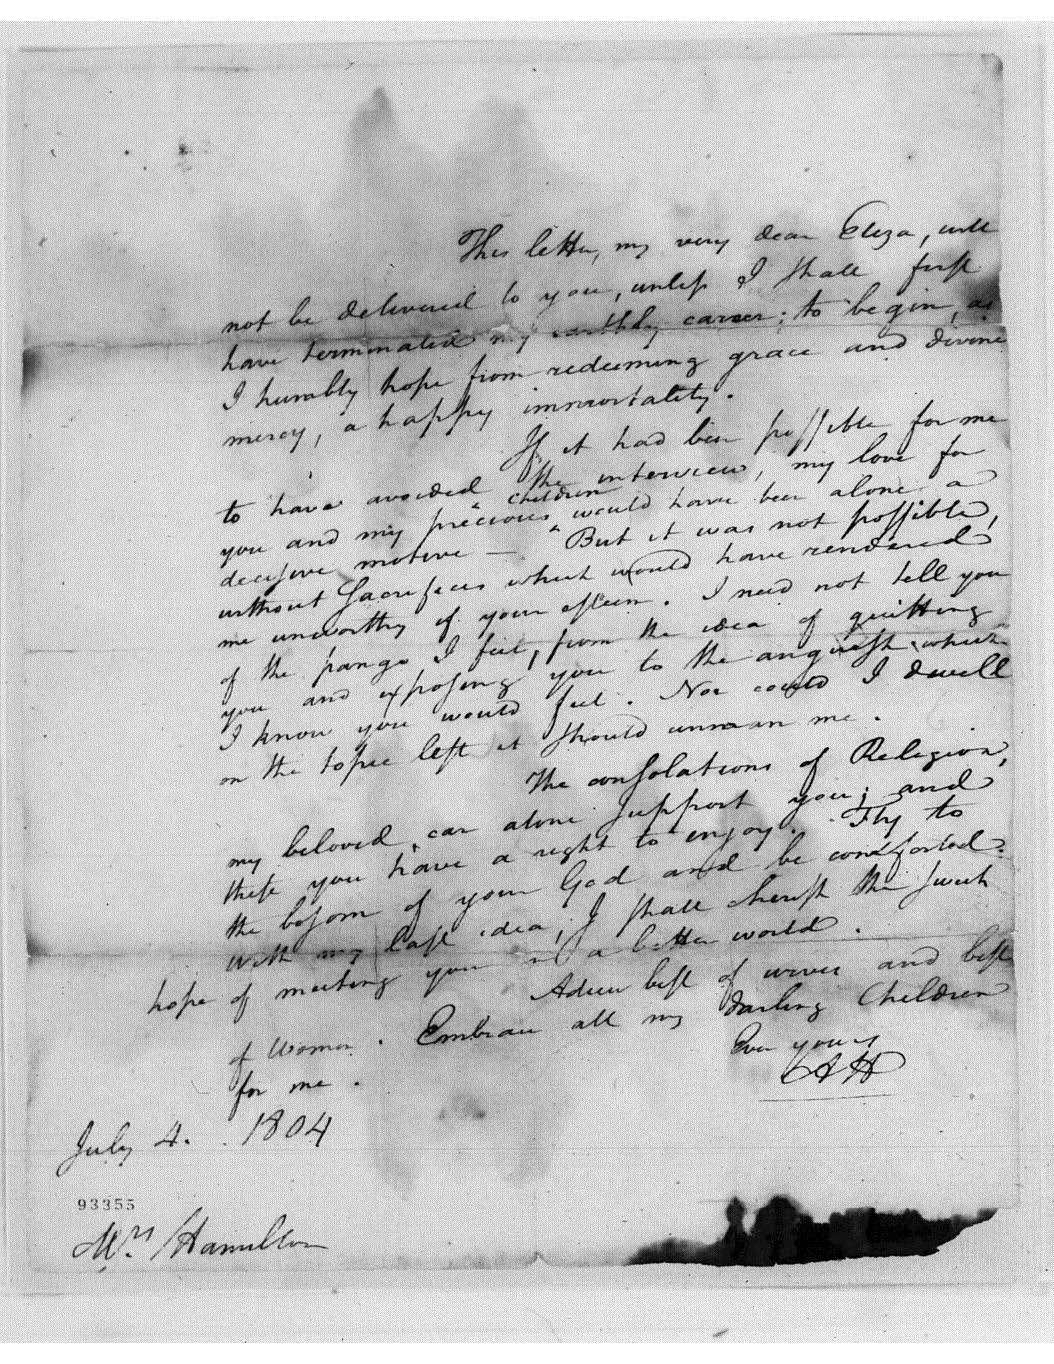 This letter, my very dear Eliza, will
not be delivered to you, unless I shall first
have terminated my earthly career; to begin, as
I humbly hope from redeeming grace and divine
mercy, a happy immortality.
If it had been possible for me
to have avoided the interview, my love for
you and my precious children would have been alone a
decisive motive — But it was not possible,
without sacrifices which would have rendered
me unworthy of your esteem. I need not tell you
of the pangs I feel, from the idea of quitting
you and exposing you to the anguish which
I know you would feel. Nor could I dwell
on the topic lest it should unman me.
The consolations of Religion,
my beloved, can alone support you; and
these you have a right to enjoy. Fly to
the bosom of your God and be comforted.
With my last idea, I shall cherish the sweet
hope of meeting you in a better world.
Adieu best of wives and best
of Women. Embrace all my darling Children
for me.
Ever yours
AH
July 4. 1804
93355
Mrs Hamilton